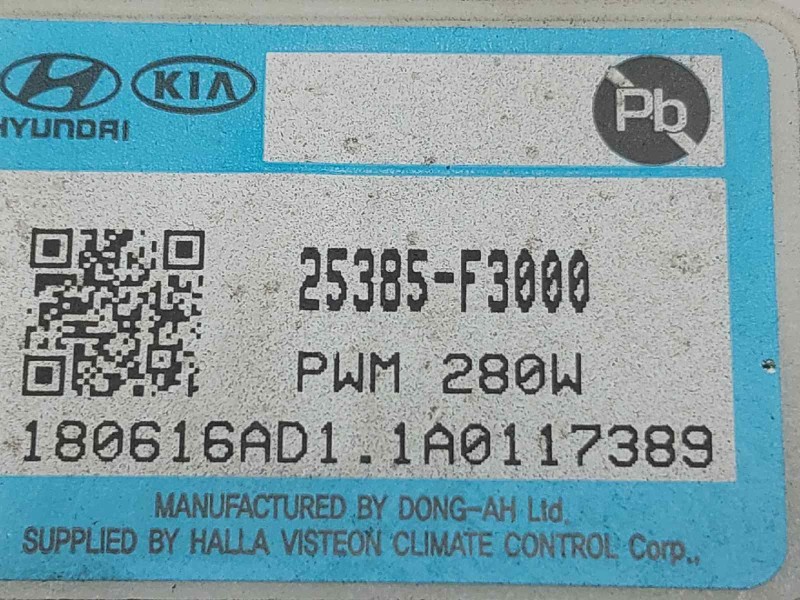 HYUNDAI
KIA
Pb
25385-F3000
PWM 280W
180616AD1.1A0117389
MANUFACTURED BY DONG-AH Ltd.
SUPPLIED BY HALLA VISTEON CLIMATE CONTROL Corp.,